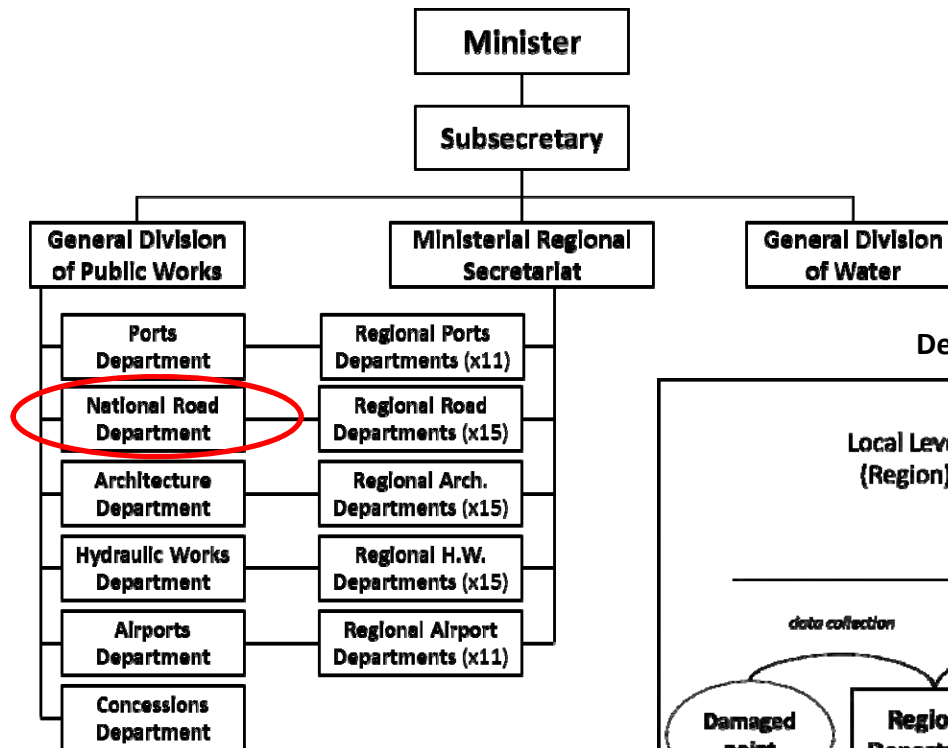 Minister
Subsecretary
General Division
of Public Works
Ministerial Regional
Secretariat
General Division
of Water
Ports
Department
Regional Ports
Departments (x11)
National Road
Department
Regional Road
Departments (x15)
Architecture
Department
Regional Arch.
Departments (x15)
Hydraulic Works
Department
Regional H.W.
Departments (x15)
Airports
Department
Regional Airport
Departments (x11)
Concessions
Department
Local
(Region)
data collection
Damaged